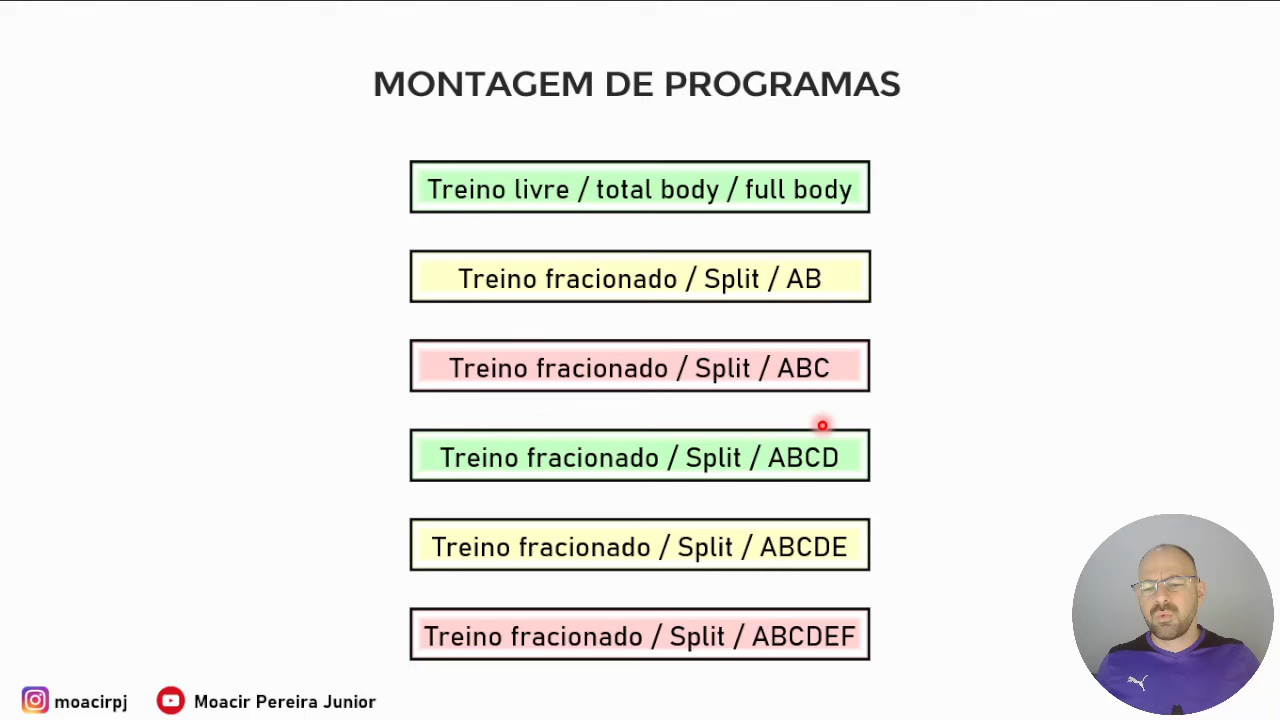 MONTAGEM DE PROGRAMAS
Treino livre / total body / full body
Treino fracionado / Split / AB
Treino fracionado / Split / ABC
Treino fracionado / Split / ABCD
Treino fracionado / Split / ABCDE
Treino fracionado / Split / ABCDEF
moacirpj Moacir Pereira Junior